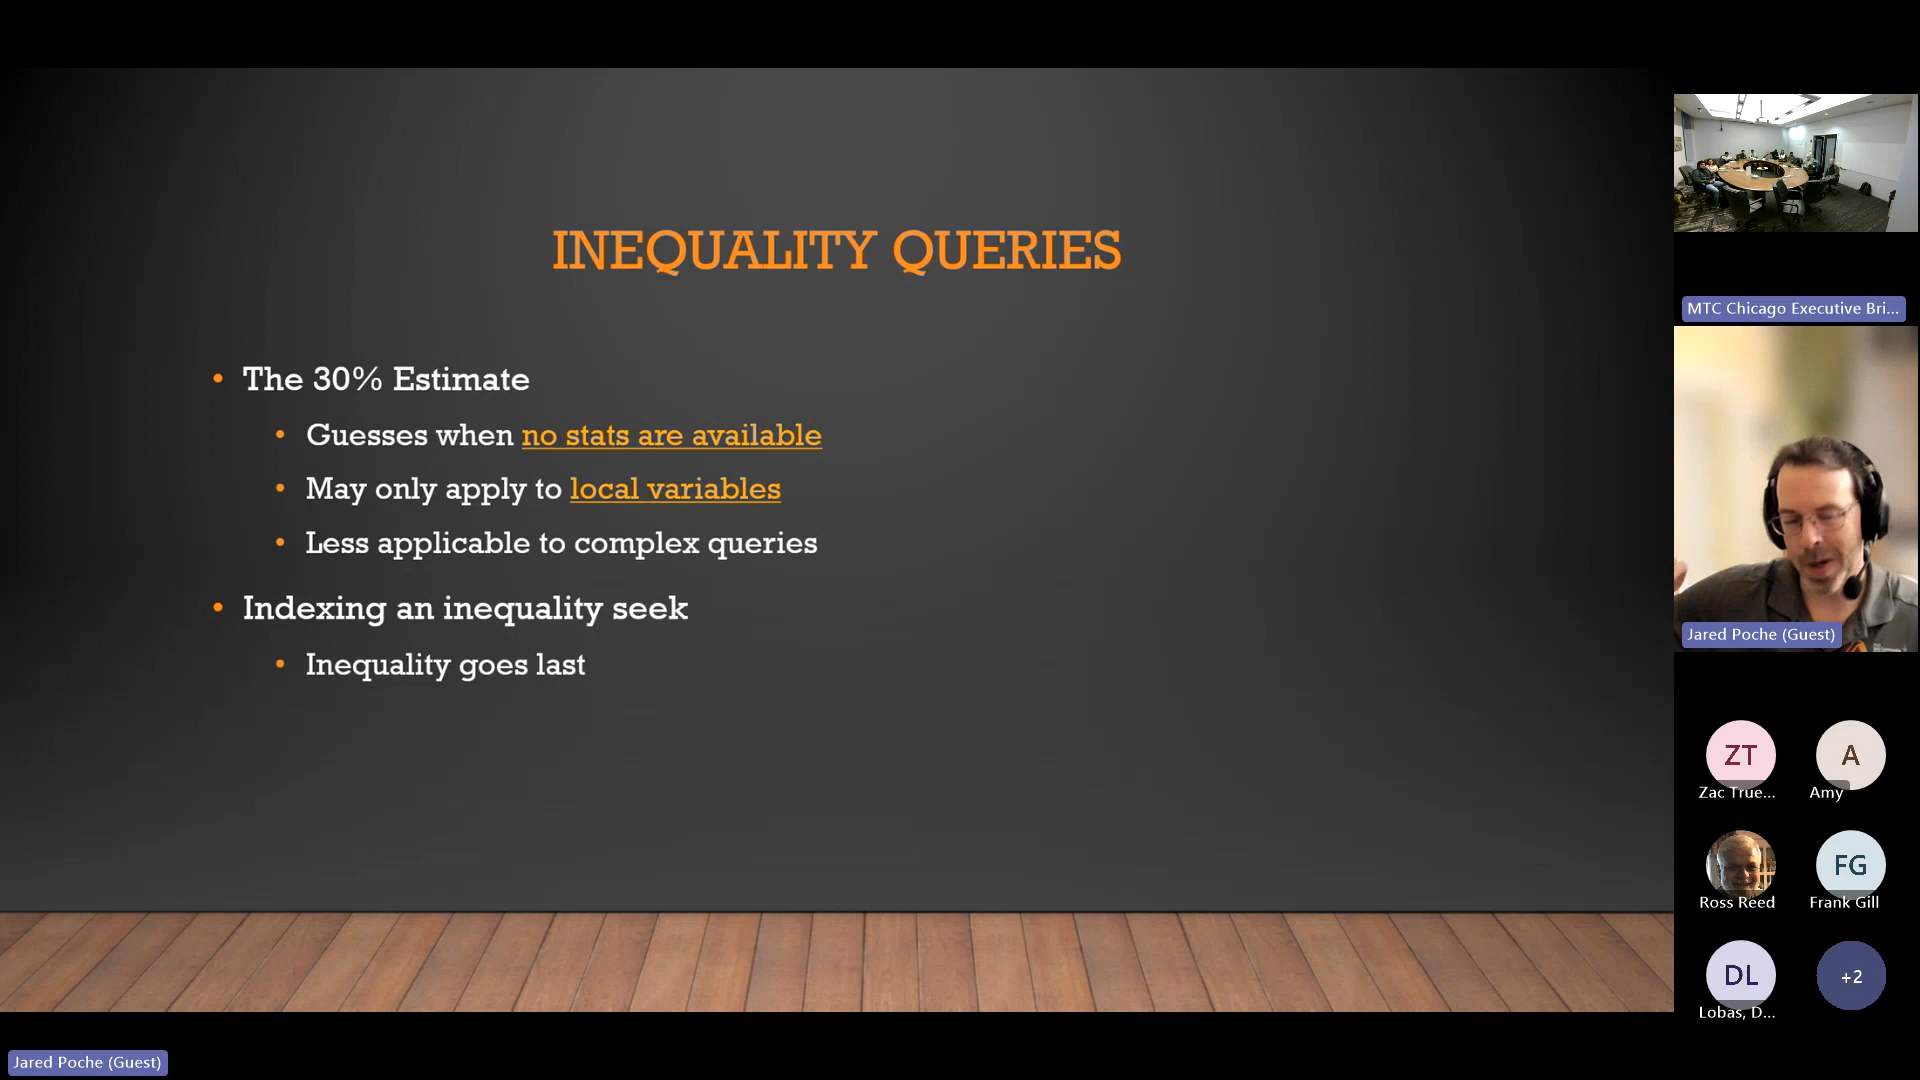 INEQUALITY QUERIES
• The 30% Estimate
• Guesses when no stats are available
• May only apply to local variables
• Less applicable to complex queries
• Indexing an inequality seek
• Inequality goes last
MTC Chicago Executive Bri...
Jared Poche (Guest)
ZT
Zac True...
A
Amy
Ross Reed
FG
Frank Gill
DL
Lobas, D...
+2
Jared Poche (Guest)